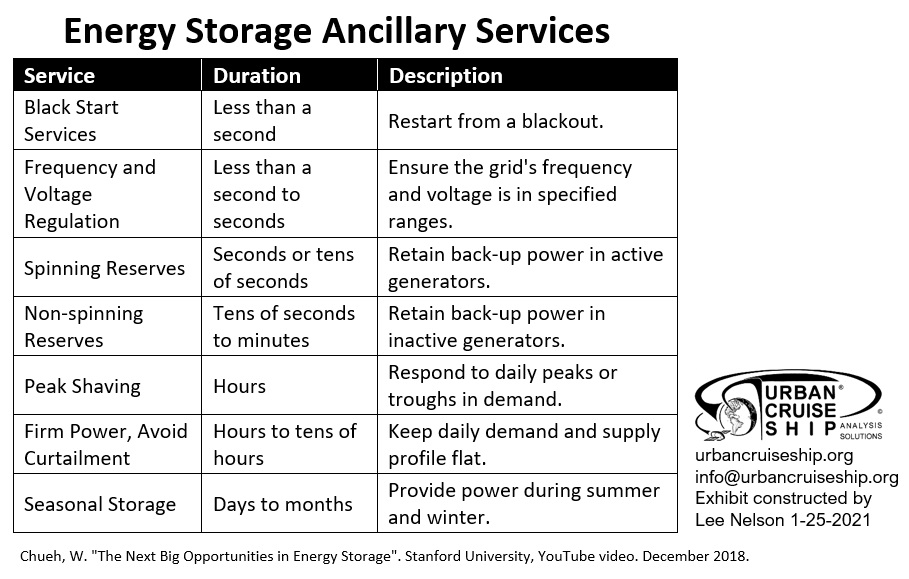 Energy Storage Ancillary Services
Service
Duration
Description
Black Start
Services
Less than a
second
Restart from a blackout.
Frequency and
Voltage
Regulation
Less than a
second to
seconds
Ensure the grid's frequency
and voltage is in specified
ranges.
Spinning Reserves
Seconds or tens
of seconds
Retain back-up power in active
generators.
Non-spinning
Reserves
Tens of seconds
to minutes
Retain back-up power in
inactive generators.
Peak Shaving
Hours
Respond to daily peaks or
troughs in demand.
Firm Power, Avoid
Curtailment
Hours to tens of
hours
Keep daily demand and supply
profile flat.
Seasonal Storage
Days to months
Provide power during summer
and winter.
URBAN®
CRUISE ©
SHIP ANALYSIS
SOLUTIONS
urbancruiseship.org
info@urbancruiseship.org
Exhibit constructed by
Lee Nelson 1-25-2021
Chueh, W. "The Next Big Opportunities in Energy Storage". Stanford University, YouTube video. December 2018.